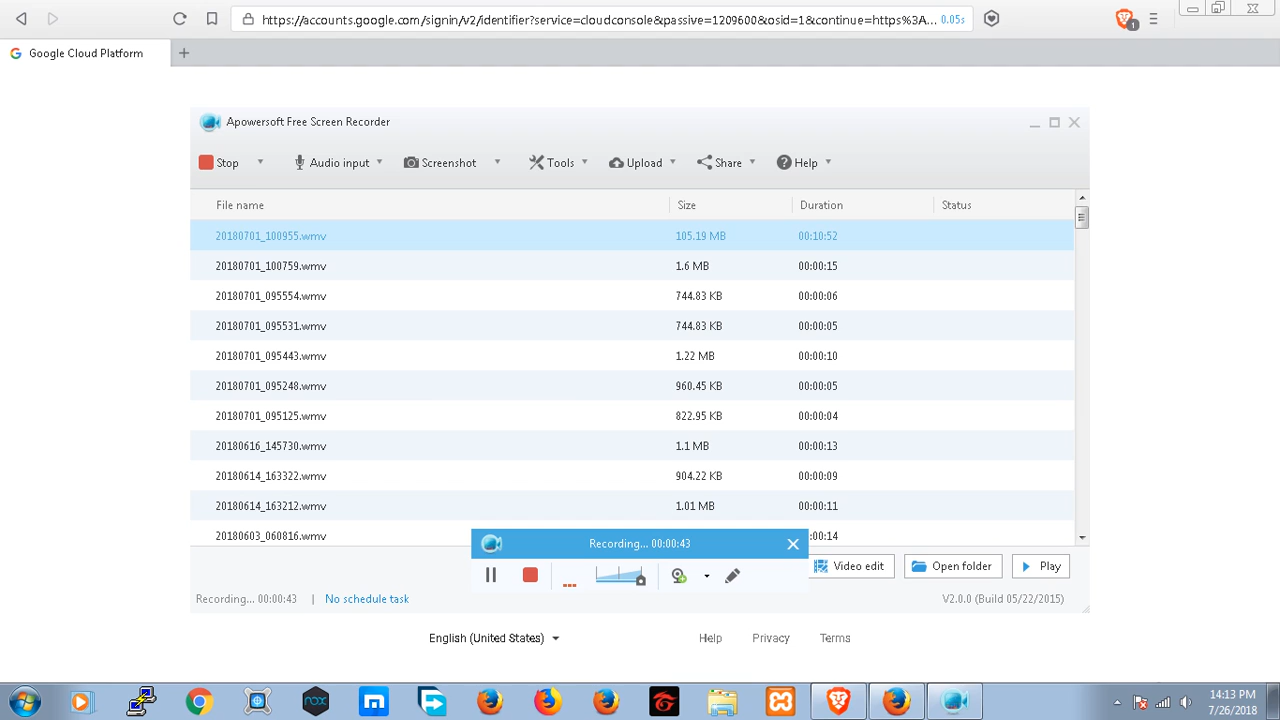 https://accounts.google.com/signin/v2/identifier?service=cloudconsole&passive=1209600&osid=1&continue=https%3A... 0.05s
1
Google Cloud Platform
Apowersoft Free Screen Recorder
Stop Audio input Screenshot Tools Upload Share Help
File name Size Duration Status
20180701_100955.wmv 105.19 MB 00:10:52
20180701_100759.wmv 1.6 MB 00:00:15
20180701_095554.wmv 744.83 KB 00:00:06
20180701_095531.wmv 744.83 KB 00:00:05
20180701_095443.wmv 1.22 MB 00:00:10
20180701_095248.wmv 960.45 KB 00:00:05
20180701_095125.wmv 822.95 KB 00:00:04
20180616_145730.wmv 1.1 MB 00:00:13
20180614_163322.wmv 904.22 KB 00:00:09
20180614_163212.wmv 1.01 MB 00:00:11
20180603_060816.wmv :00:14
Recording... 00:00:43
Video edit Open folder Play
Recording... 00:00:43 | No schedule task V2.0.0 (Build 05/22/2015)
English (United States) Help Privacy Terms
nox
14:13 PM
7/26/2018